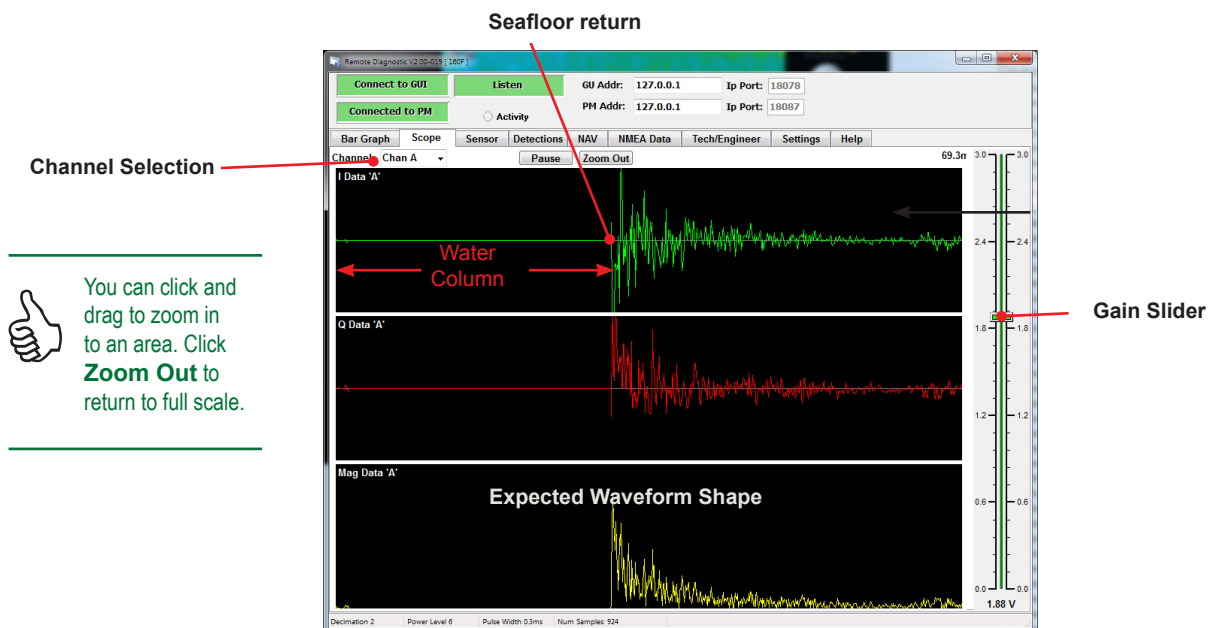 Seafloor return
Remote Diagnostic V2.00-019 [ 160F ]
Connect to GUI
Listen
GU Addr: 127.0.0.1
Ip Port: 18078
Connected to PM
Activity
PM Addr: 127.0.0.1
Ip Port: 18087
Bar Graph Scope Sensor Detections NAV NMEA Data Tech/Engineer Settings Help
Channel Selection
Channel Chan A
Pause
Zoom Out
69.3m
3.0 3.0
I Data 'A'
Water
Column
2.4 2.4
You can click and
drag to zoom in
to an area. Click
Zoom Out to
return to full scale.
Gain Slider
Q Data 'A'
1.8 1.8
1.2 1.2
Mag Data 'A'
Expected Waveform Shape
0.6 0.6
0.0 0.0
1.88 V
Decimation 2
Power Level 6
Pulse Width 0.3ms
Num Samples: 924